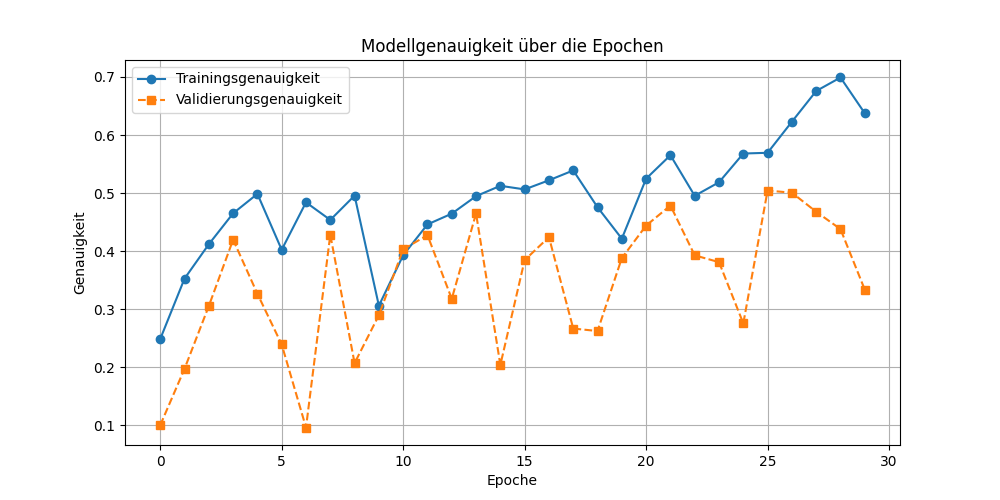 Modellgenauigkeit über die Epochen
Trainingsgenauigkeit
Validierungsgenauigkeit
Genauigkeit
0.7
0.6
0.5
0.4
0.3
0.2
0.1
0 5 10 15 20 25 30
Epoche